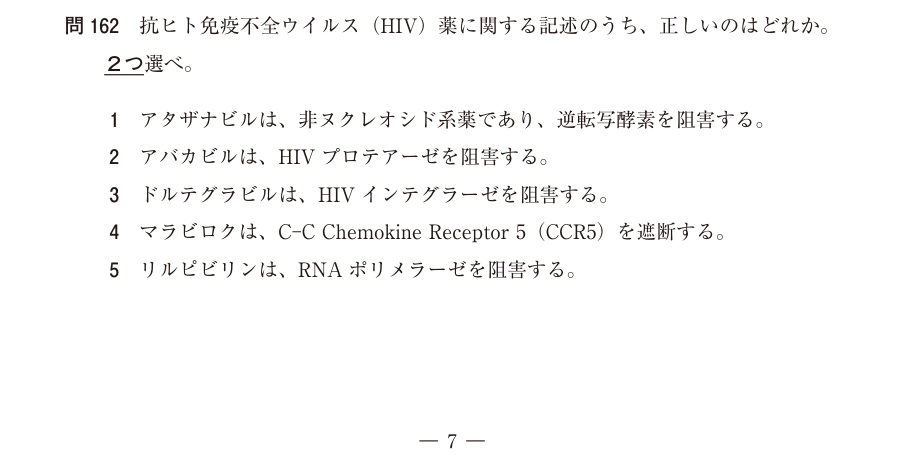 問 162　抗ヒト免疫不全ウイルス（HIV）薬に関する記述のうち、正しいのはどれか。
２つ選べ。
1　アタザナビルは、非ヌクレオシド系薬であり、逆転写酵素を阻害する。
2　アバカビルは、HIV プロテアーゼを阻害する。
3　ドルテグラビルは、HIV インテグラーゼを阻害する。
4　マラビロクは、C−C Chemokine Receptor 5（CCR5）を遮断する。
5　リルピビリンは、RNA ポリメラーゼを阻害する。
— 7 —